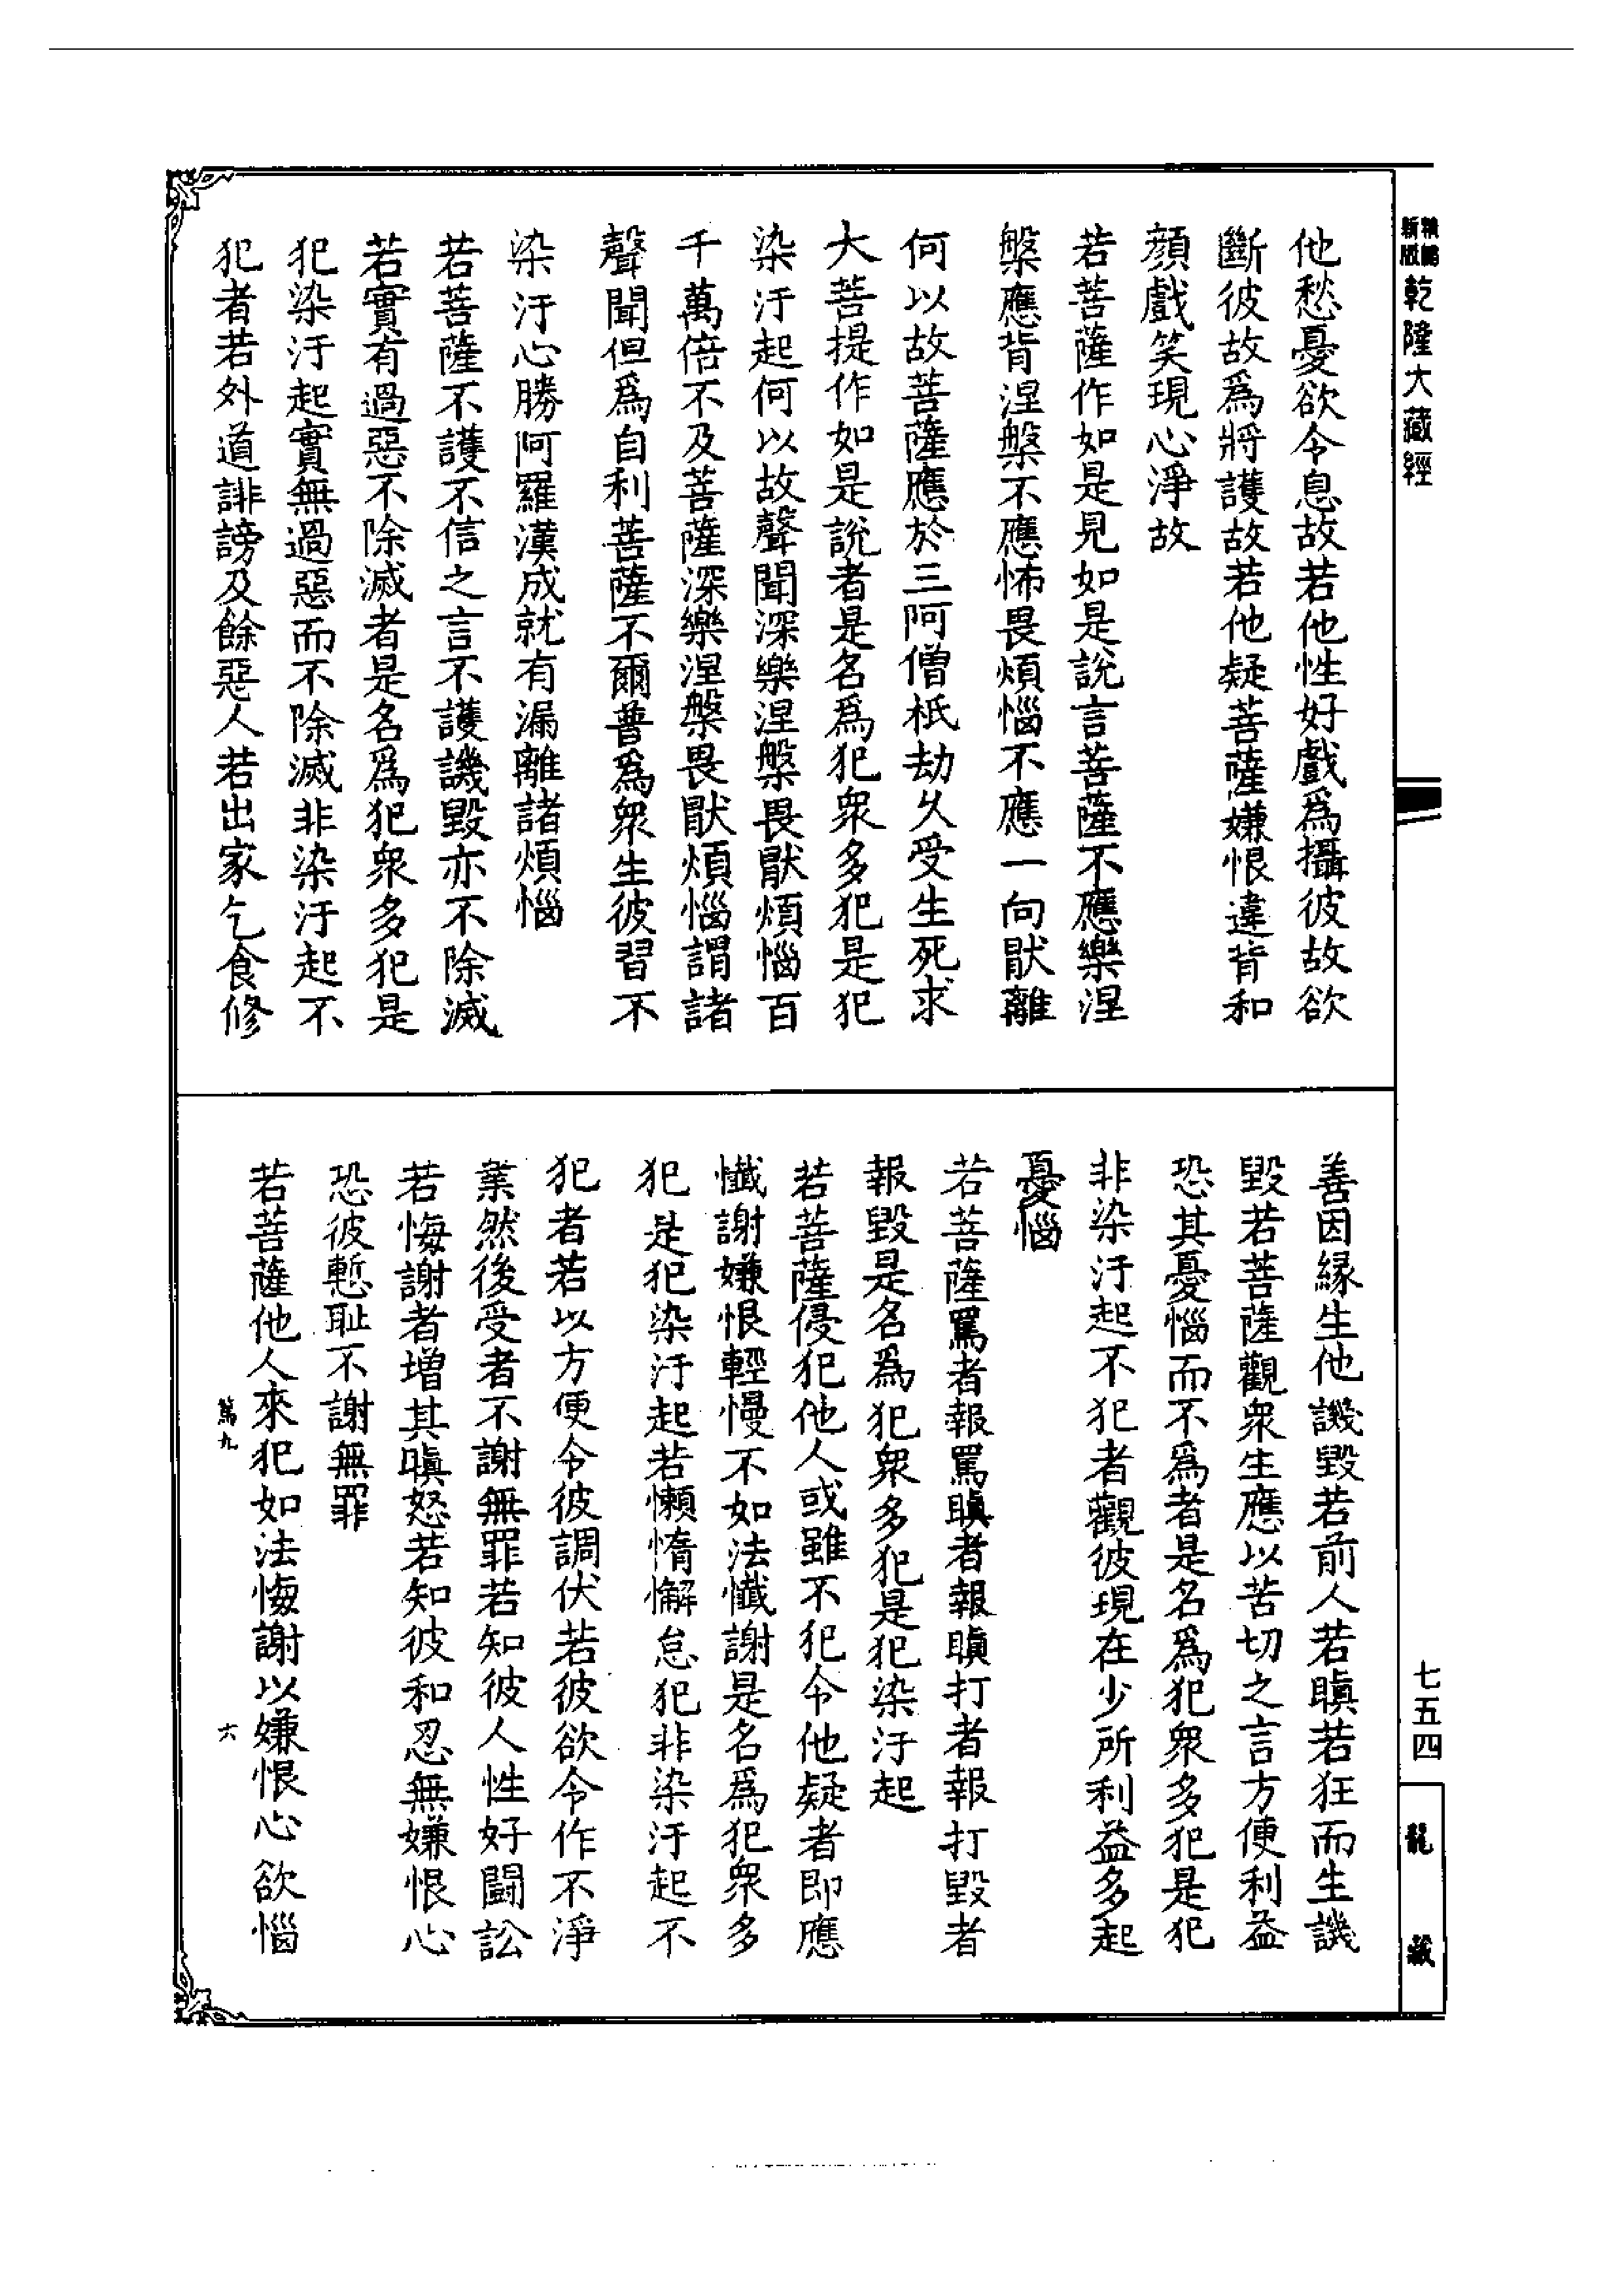 精編
新版
乾隆大藏經
他愁憂欲令息故若他性好戲爲攝彼故欲
斷彼故爲將護故若他疑菩薩嫌恨違背和
顔戲笑現心淨故
若菩薩作如是見如是說言菩薩不應樂涅
槃應背涅槃不應怖畏煩惱不應一向猒離
何以故菩薩應於三阿僧祇劫久受生死求
大菩提作如是說者是名爲犯衆多犯是犯
染汙起何以故聲聞深樂涅槃畏猒煩惱百
千萬倍不及菩薩深樂涅槃畏猒煩惱謂諸
聲聞但爲自利菩薩不爾普爲衆生彼習不
染汙心勝阿羅漢成就有漏離諸煩惱
若菩薩不護不信之言不護譏毀亦不除滅
若實有過惡不除滅者是名爲犯衆多犯是
犯染汙起實無過惡而不除滅非染汙起不
犯者若外道誹謗及餘惡人若出家乞食修
善因縁生他譏毀若前人若瞋若狂而生譏
毀若菩薩觀衆生應以苦切之言方便利益
恐其憂惱而不爲者是名爲犯衆多犯是犯
非染汙起不犯者觀彼現在少所利益多起
憂惱
若菩薩罵者報罵瞋者報瞋打者報打毀者
報毀是名爲犯衆多犯是犯染汙起
若菩薩侵犯他人或雖不犯令他疑者即應
懺謝嫌恨輕慢不如法懺謝是名爲犯衆多
犯是犯染汙起若懶惰懈怠犯非染汙起不
犯者若以方便令彼調伏若彼欲令作不淨
業然後受者不謝無罪若知彼人性好鬪訟
若悔謝者增其瞋怒若知彼和忍無嫌恨心
恐彼慙耻不謝無罪
若菩薩他人來犯如法悔謝以嫌恨心欲惱
篤九
六
七五四
龍藏